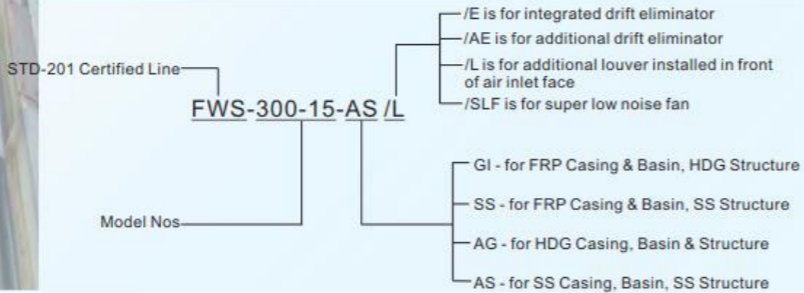 /E is for integrated drift eliminator
/AE is for additional drift eliminator
/L is for additional louver installed in front
of air inlet face
/SLF is for super low noise fan
STD-201 Certified Line
FWS-300-15-AS /L
Model Nos
GI - for FRP Casing & Basin, HDG Structure
SS - for FRP Casing & Basin, SS Structure
AG - for HDG Casing, Basin & Structure
AS - for SS Casing, Basin, SS Structure